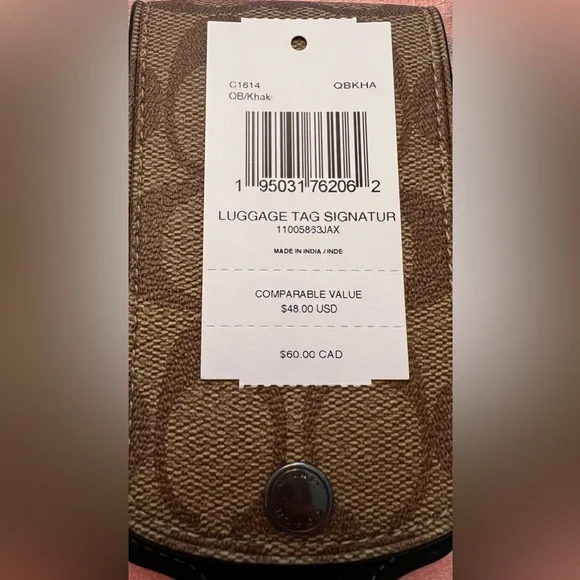 C1614 QBKHA
QB/Khaki
1 95031 76206 2
LUGGAGE TAG SIGNATUR
11005863JAX
MADE IN INDIA / INDE
COMPARABLE VALUE
$48.00 USD
$60.00 CAD